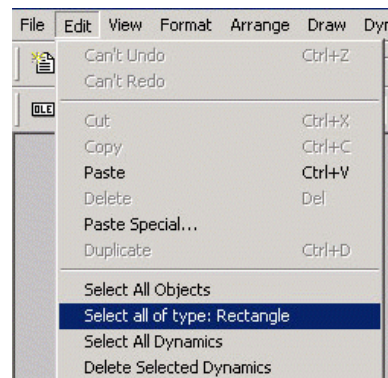 File Edit View Format Arrange Draw
Can't Undo Ctrl+Z
Can't Redo
OLE
Cut Ctrl+X
Copy Ctrl+C
Paste Ctrl+V
Delete Del
Paste Special...
Duplicate Ctrl+D
Select All Objects
Select all of type: Rectangle
Select All Dynamics
Delete Selected Dynamics